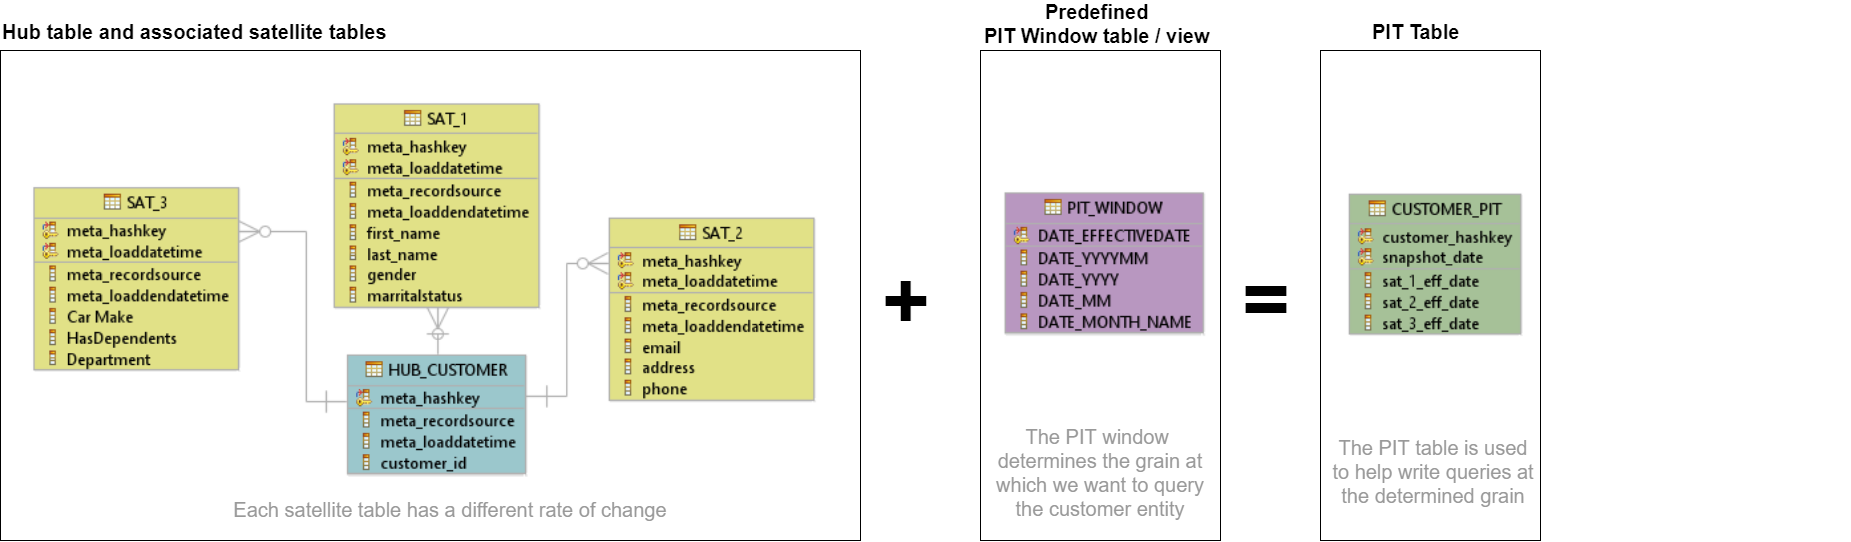 Hub table and associated satellite tables
Predefined
PIT Window table / view
PIT Table
SAT_1
meta_hashkey
meta_loaddatetime
meta_recordsource
meta_loaddendatetime
first_name
last_name
gender
marritalstatus
SAT_3
meta_hashkey
meta_loaddatetime
meta_recordsource
meta_loaddendatetime
Car Make
HasDependents
Department
SAT_2
meta_hashkey
meta_loaddatetime
meta_recordsource
meta_loaddendatetime
email
address
phone
HUB_CUSTOMER
meta_hashkey
meta_recordsource
meta_loaddatetime
customer_id
Each satellite table has a different rate of change
+
PIT_WINDOW
DATE_EFFECTIVEDATE
DATE_YYYYMM
DATE_YYYY
DATE_MM
DATE_MONTH_NAME
The PIT window
determines the grain at
which we want to query
the customer entity
=
CUSTOMER_PIT
customer_hashkey
snapshot_date
sat_1_eff_date
sat_2_eff_date
sat_3_eff_date
The PIT table is used
to help write queries at
the determined grain